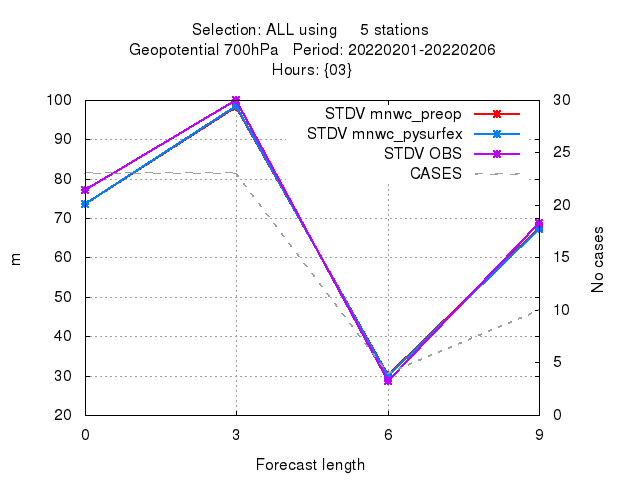 Selection: ALL using     5 stations
Geopotential 700hPa   Period: 20220201-20220206
Hours: {03}
100
90
80
70
60
50
40
30
20
30
25
20
15
10
5
0
STDV mnwc_preop
STDV mnwc_pysurfex
STDV OBS
CASES
m
No cases
0
3
6
9
Forecast length